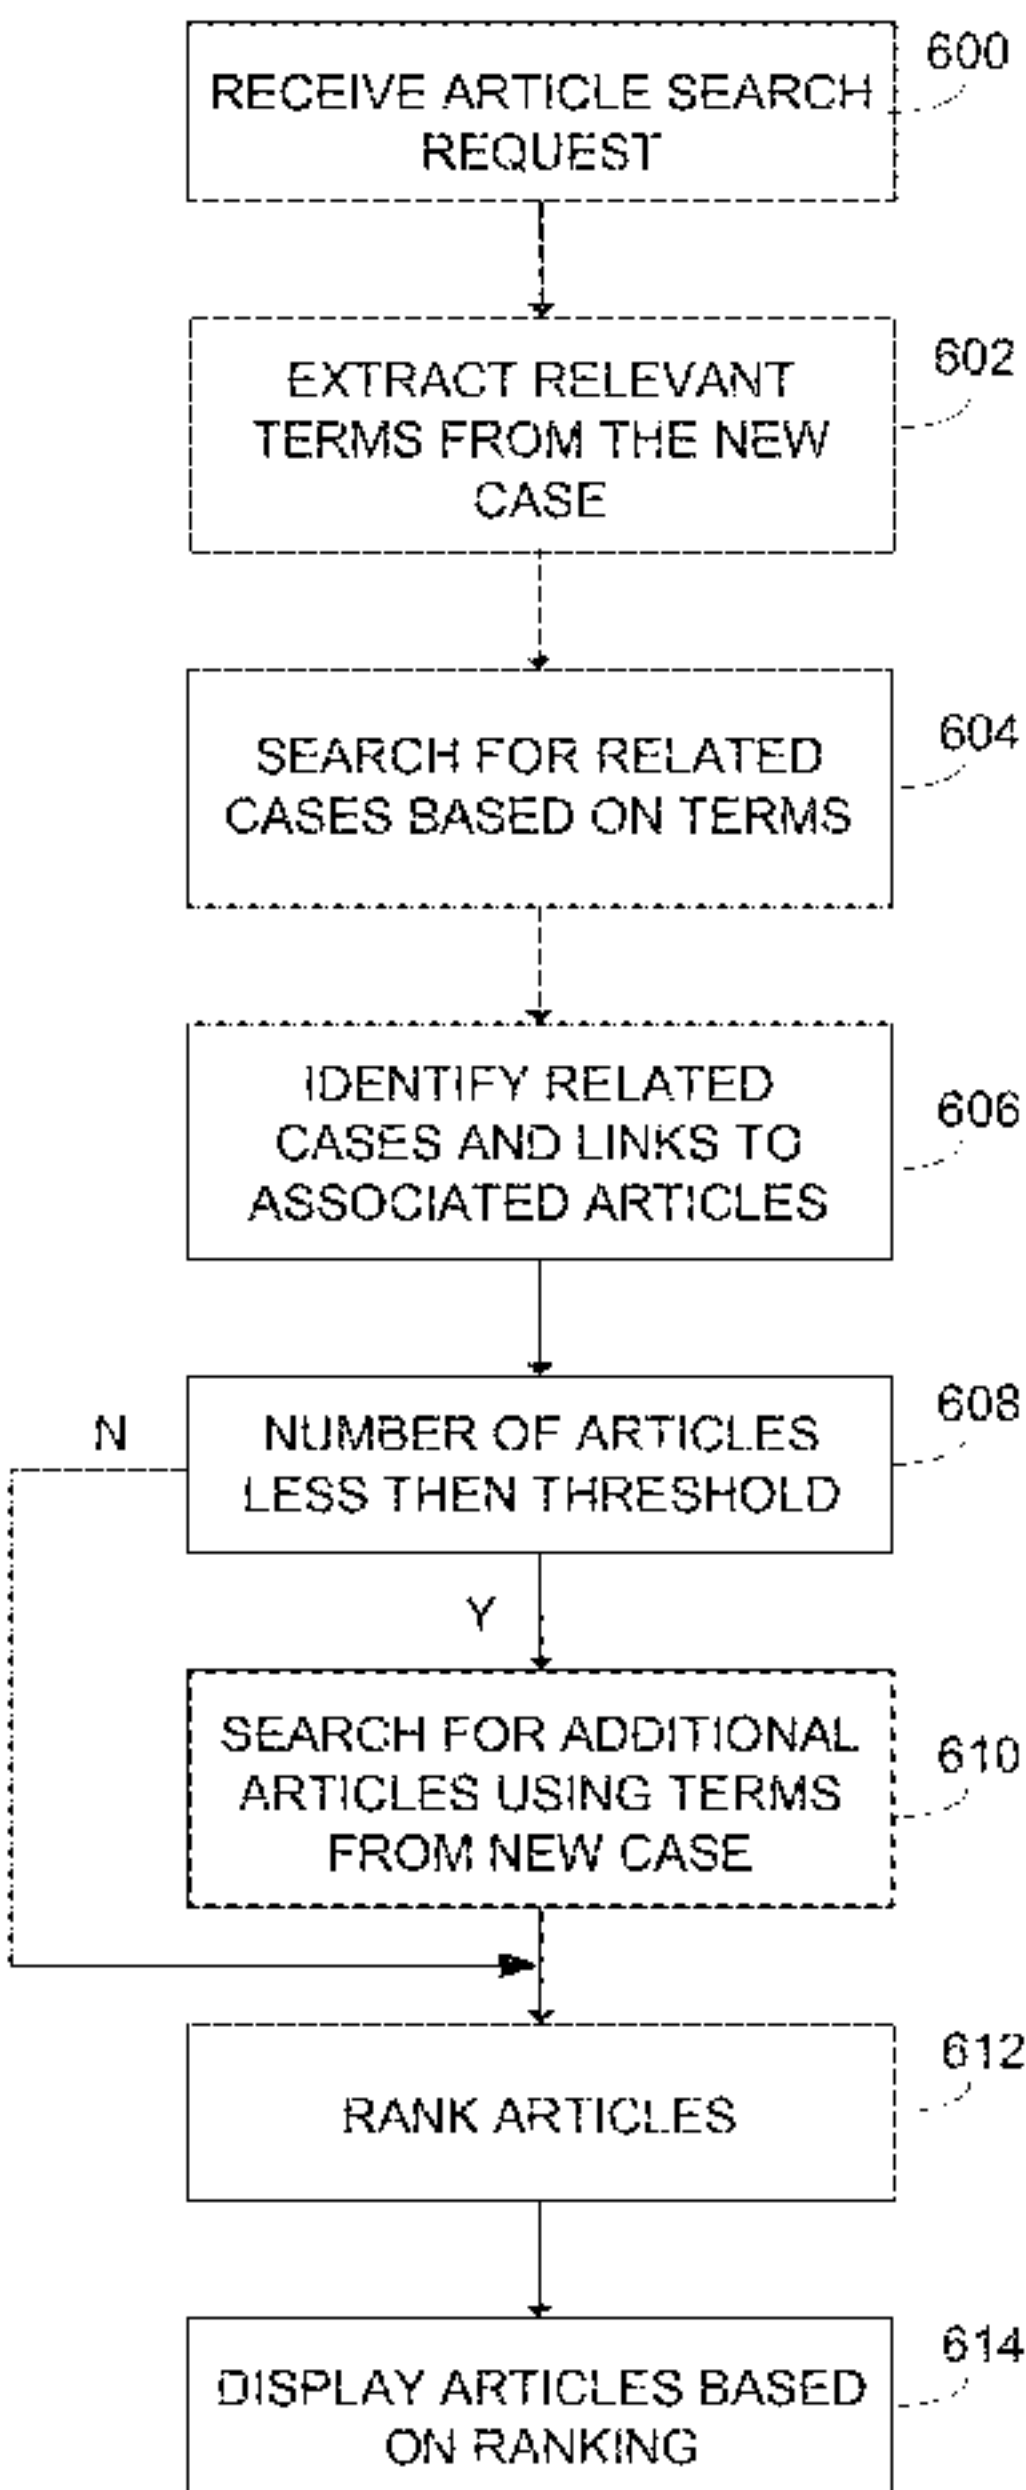 RECEIVE ARTICLE SEARCH
REQUEST
600
EXTRACT RELEVANT
TERMS FROM THE NEW
CASE
602
SEARCH FOR RELATED
CASES BASED ON TERMS
604
IDENTIFY RELATED
CASES AND LINKS TO
ASSOCIATED ARTICLES
606
NUMBER OF ARTICLES
LESS THEN THRESHOLD
608
N
Y
SEARCH FOR ADDITIONAL
ARTICLES USING TERMS
FROM NEW CASE
610
RANK ARTICLES
612
DISPLAY ARTICLES BASED
ON RANKING
614